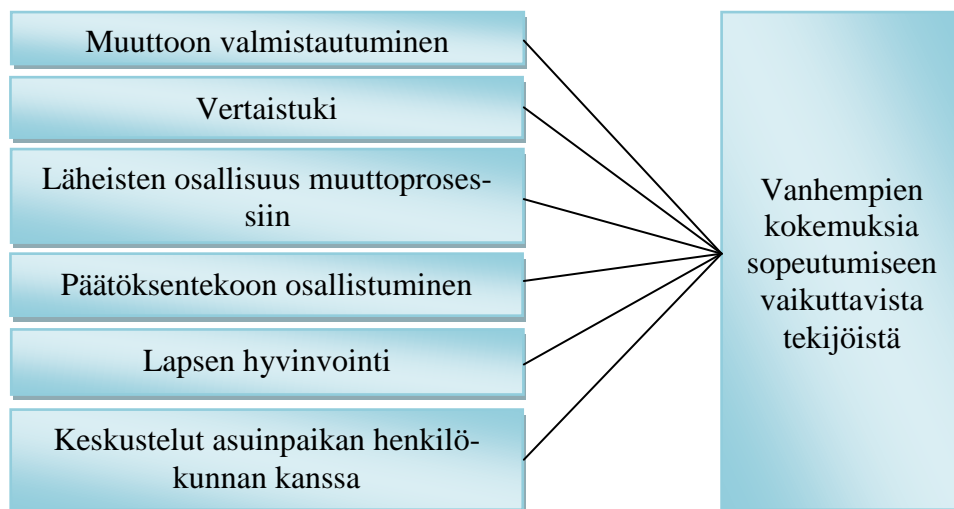 Muuttoon valmistautuminen
Vertaistuki
Läheisten osallisuus muuttoproses-
siin
Päätöksentekoon osallistuminen
Lapsen hyvinvointi
Keskustelut asuinpaikan henkilö-
kunnan kanssa
Vanhempien
kokemuksia
sopeutumiseen
vaikuttavista
tekijöistä